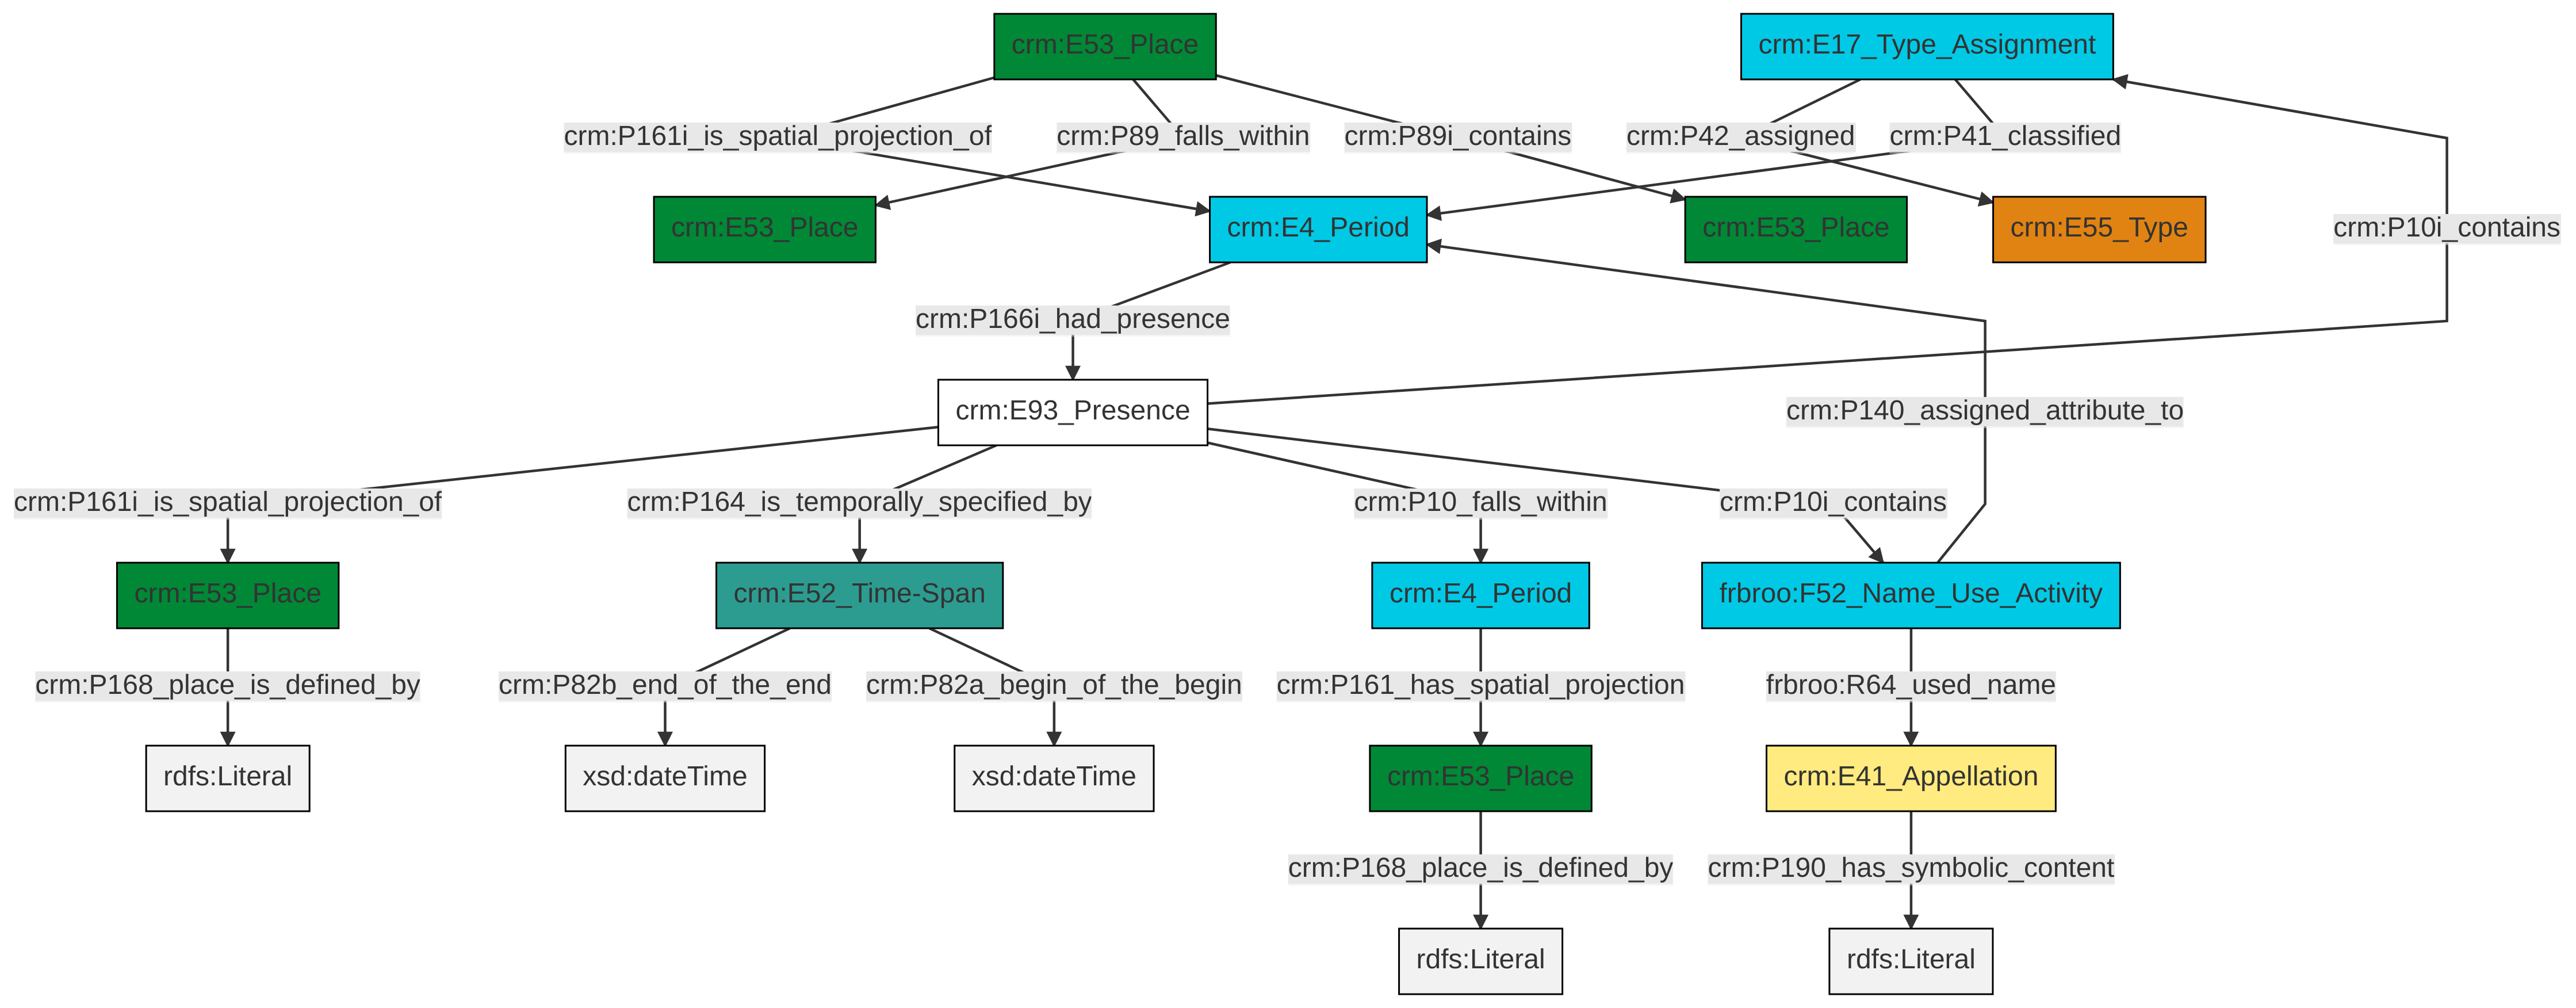 crm:E53_Place
crm:E17_Type_Assignment
crm:P161i_is_spatial_projection_of
crm:P89_falls_within
crm:P89i_contains
crm:P42_assigned
crm:P41_classified
crm:E53_Place
crm:E4_Period
crm:E53_Place
crm:E55_Type
crm:P10i_contains
crm:P166i_had_presence
crm:E93_Presence
crm:P140_assigned_attribute_to
crm:P161i_is_spatial_projection_of
crm:P164_is_temporally_specified_by
crm:P10_falls_within
crm:P10i_contains
crm:E53_Place
crm:E52_Time-Span
crm:E4_Period
frbroo:F52_Name_Use_Activity
crm:P168_place_is_defined_by
crm:P82b_end_of_the_end
crm:P82a_begin_of_the_begin
crm:P161_has_spatial_projection
frbroo:R64_used_name
rdfs:Literal
xsd:dateTime
xsd:dateTime
crm:E53_Place
crm:E41_Appellation
crm:P168_place_is_defined_by
crm:P190_has_symbolic_content
rdfs:Literal
rdfs:Literal